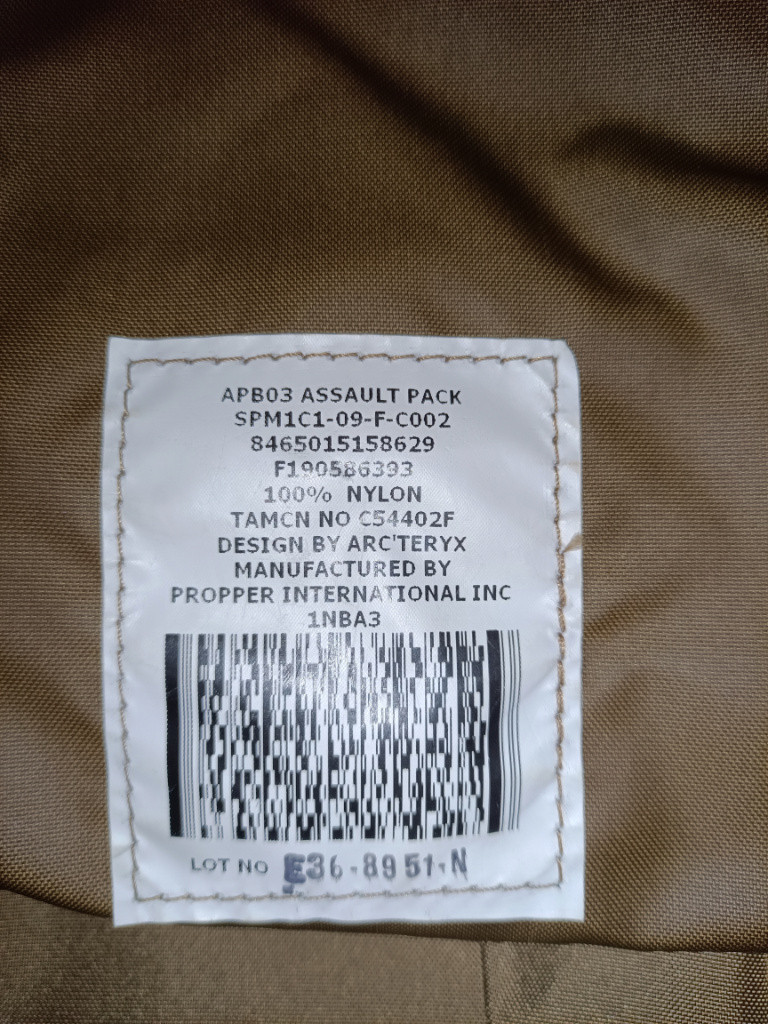 APB03 ASSAULT PACK
SPM1C1-09-F-C002
8465015158629
F190586393
100% NYLON
TAMCN NO C54402F
DESIGN BY ARC'TERYX
MANUFACTURED BY
PROPPER INTERNATIONAL INC
1NBA3
LOT NO E36-8951-N